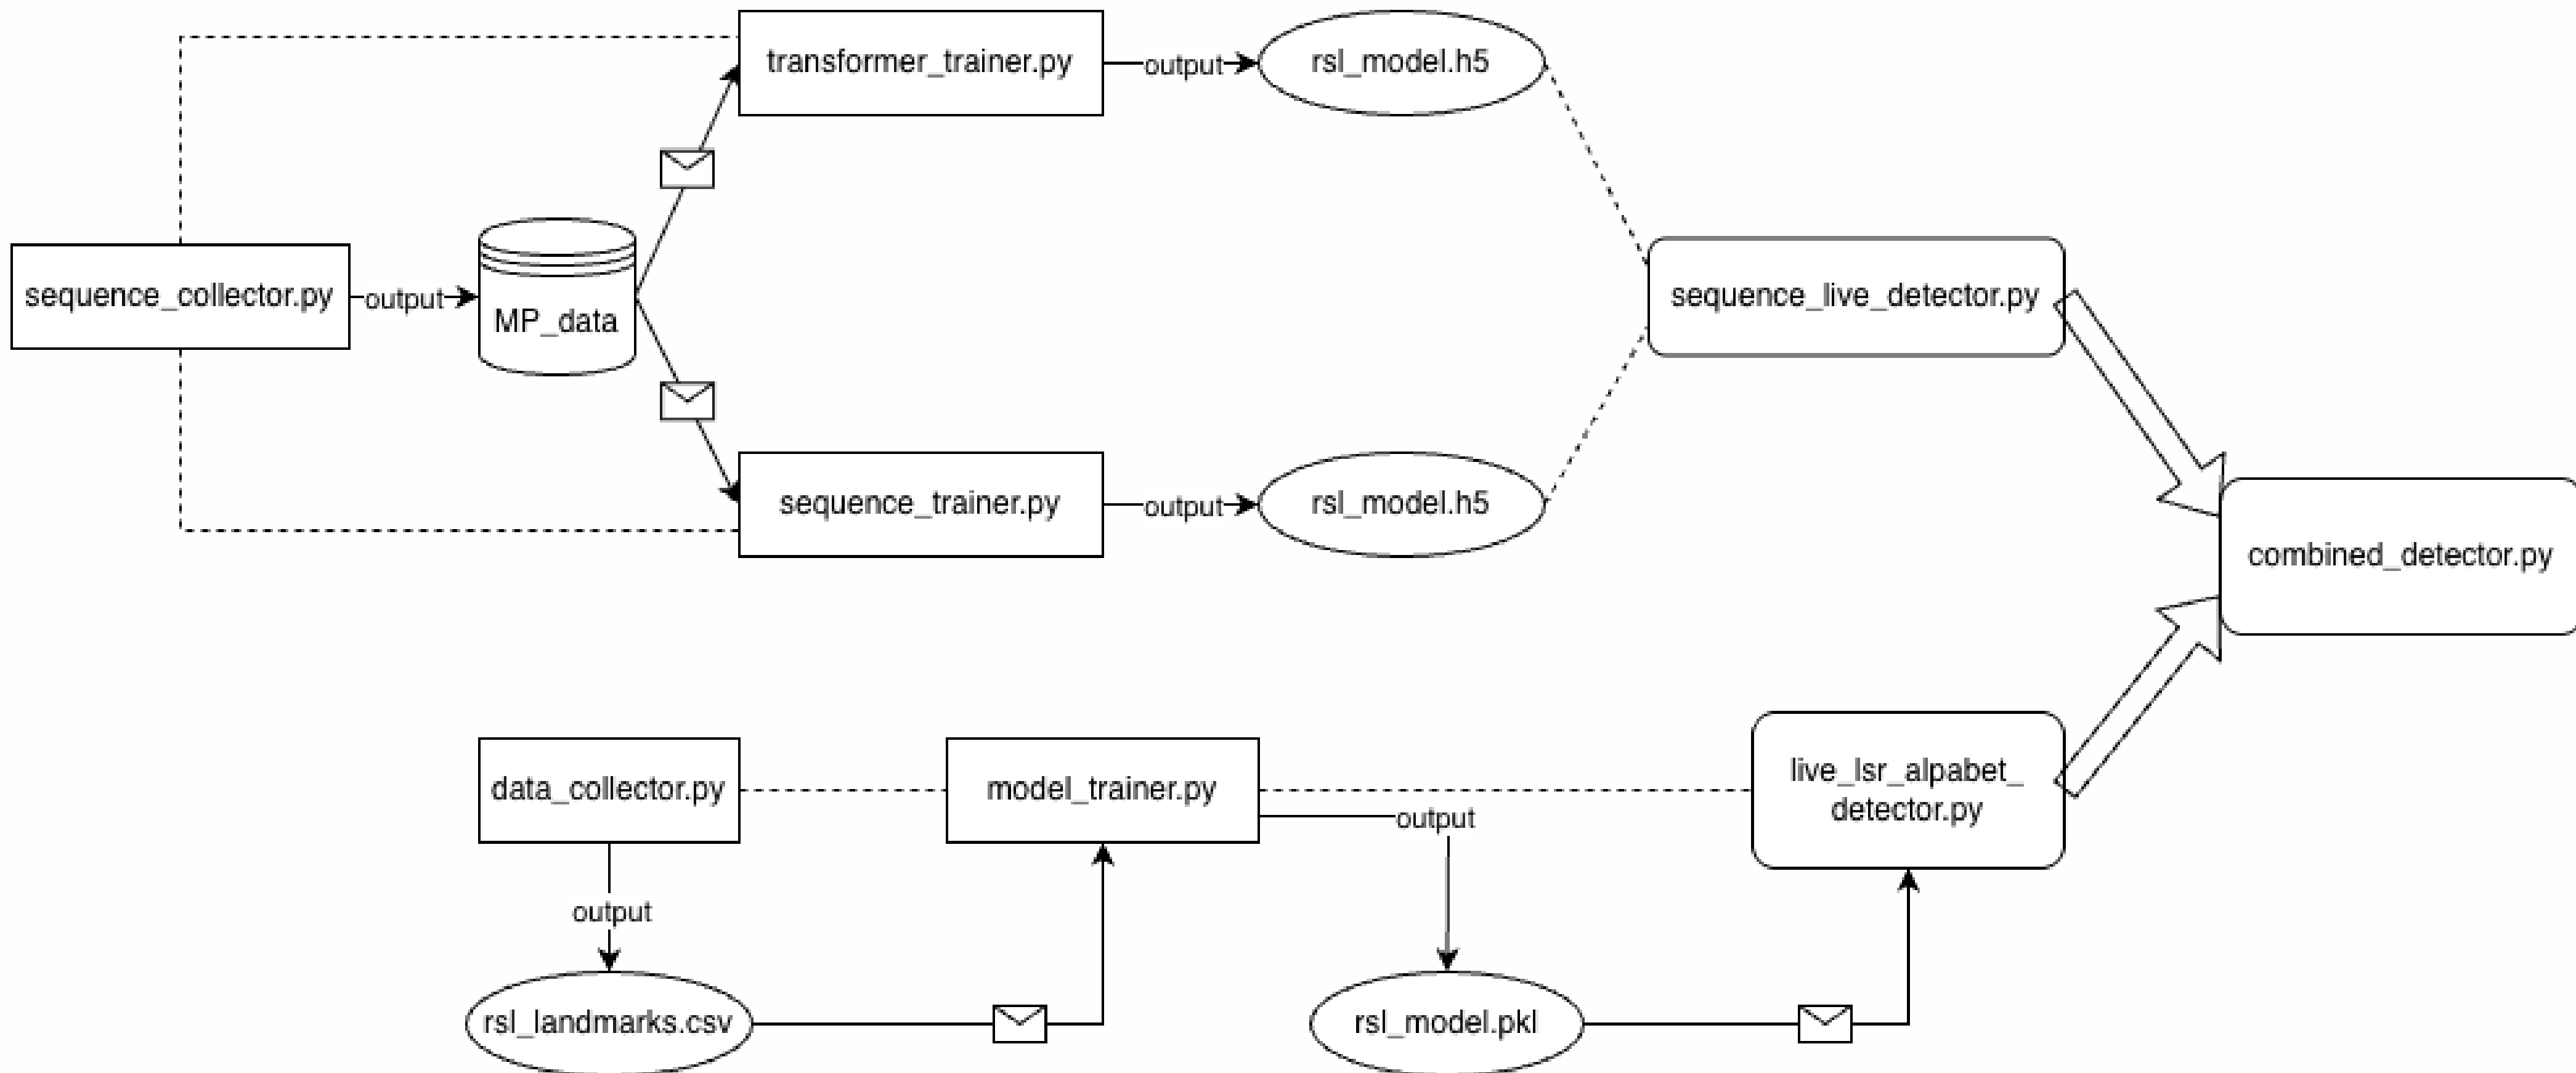 transformer_trainer.py
output
rsl_model.h5
sequence_collector.py
output
MP_data
sequence_live_detector.py
sequence_trainer.py
output
rsl_model.h5
combined_detector.py
data_collector.py
model_trainer.py
live_lsr_alpabet_
detector.py
output
output
rsl_landmarks.csv
rsl_model.pkl